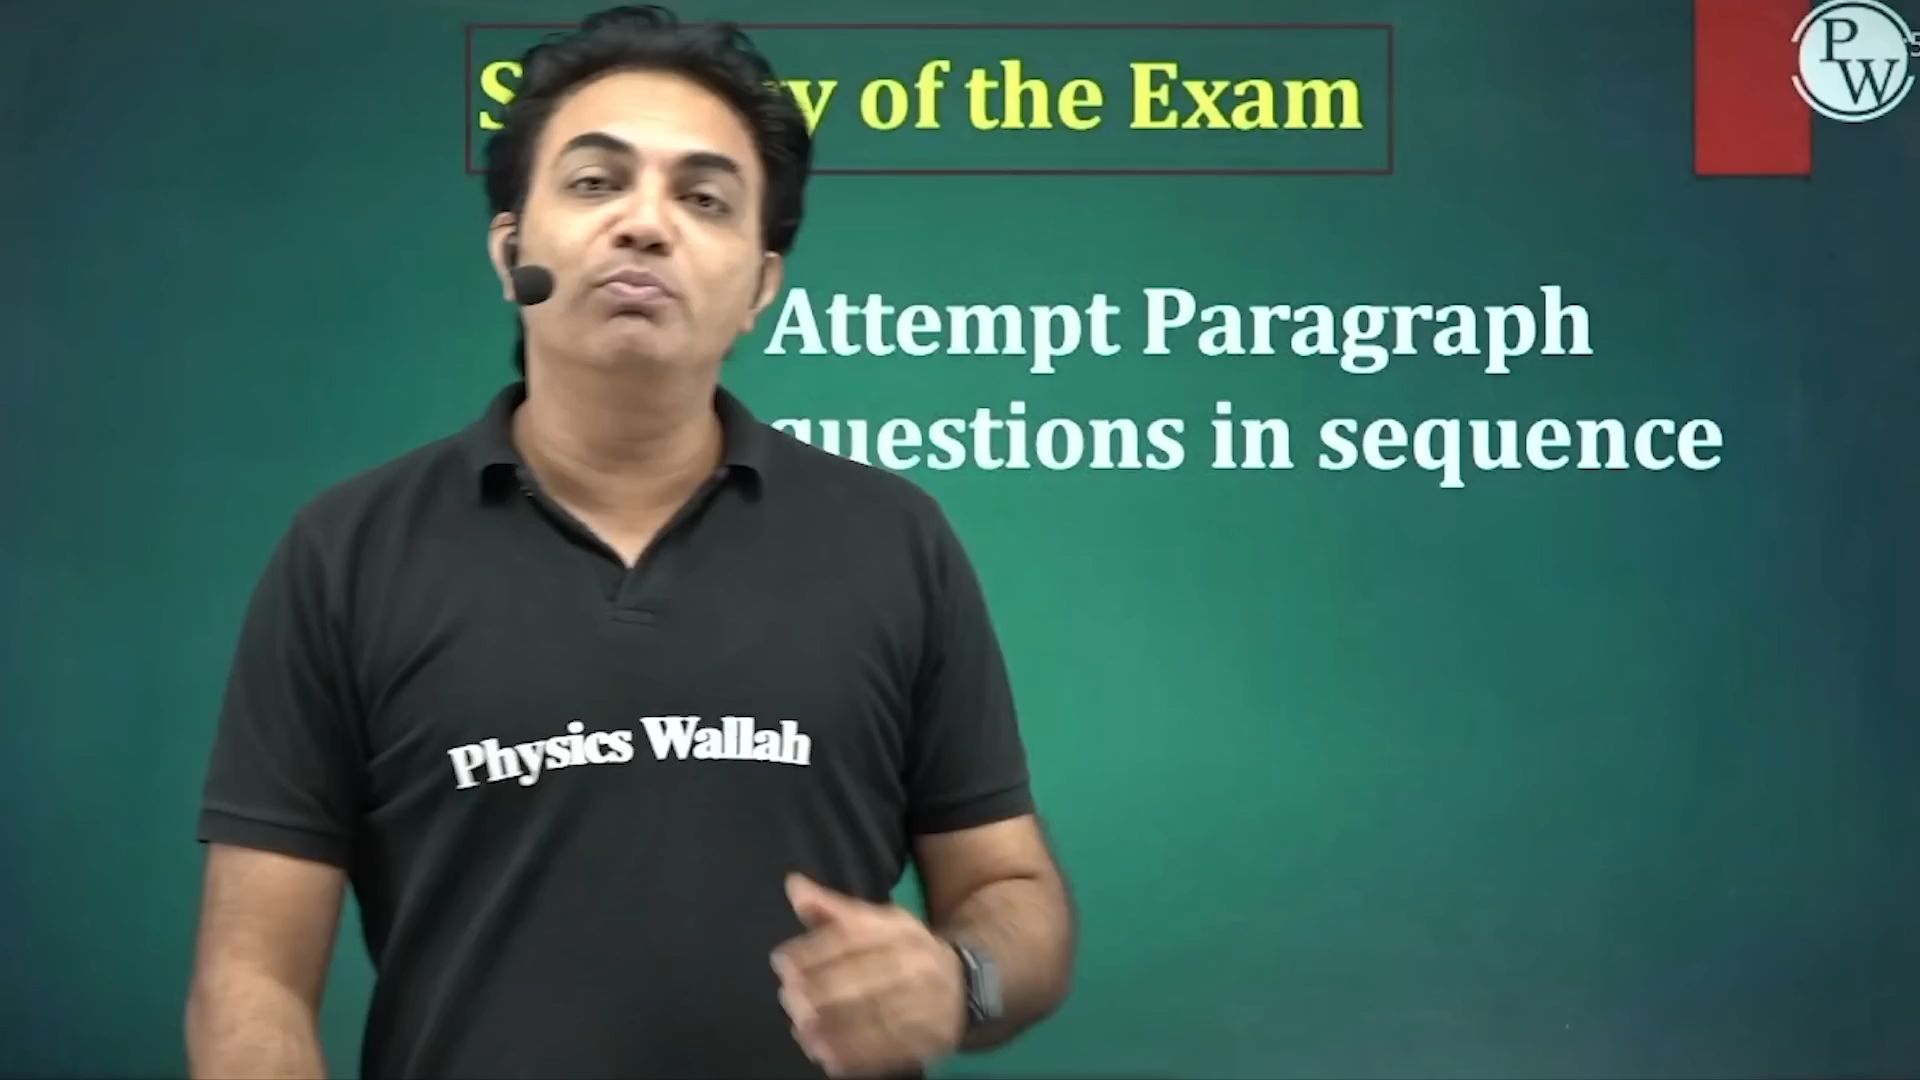 of the Exam
PW
Attempt Paragraph
questions in sequence
Physics Wallah